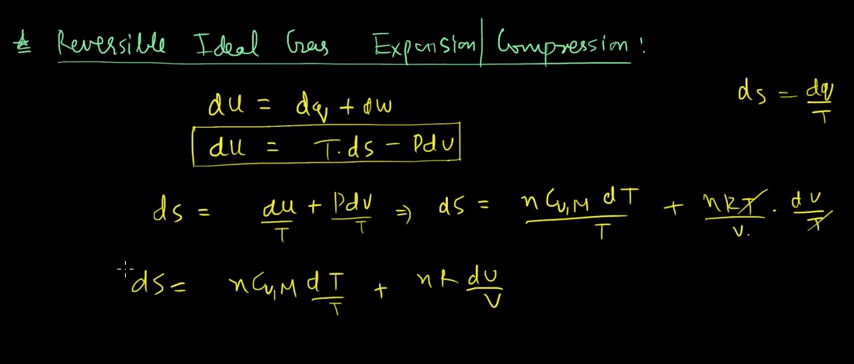 * Reversible Ideal Gas Expansion/Compression:
du = dq + dw
ds = dq/T
du = T.ds - Pdv
ds = du/T + Pdv/T ⇒ ds = nCv,M dT/T + nRT/V. · dv/T
ds = nCv,M dT/T + nR dv/V